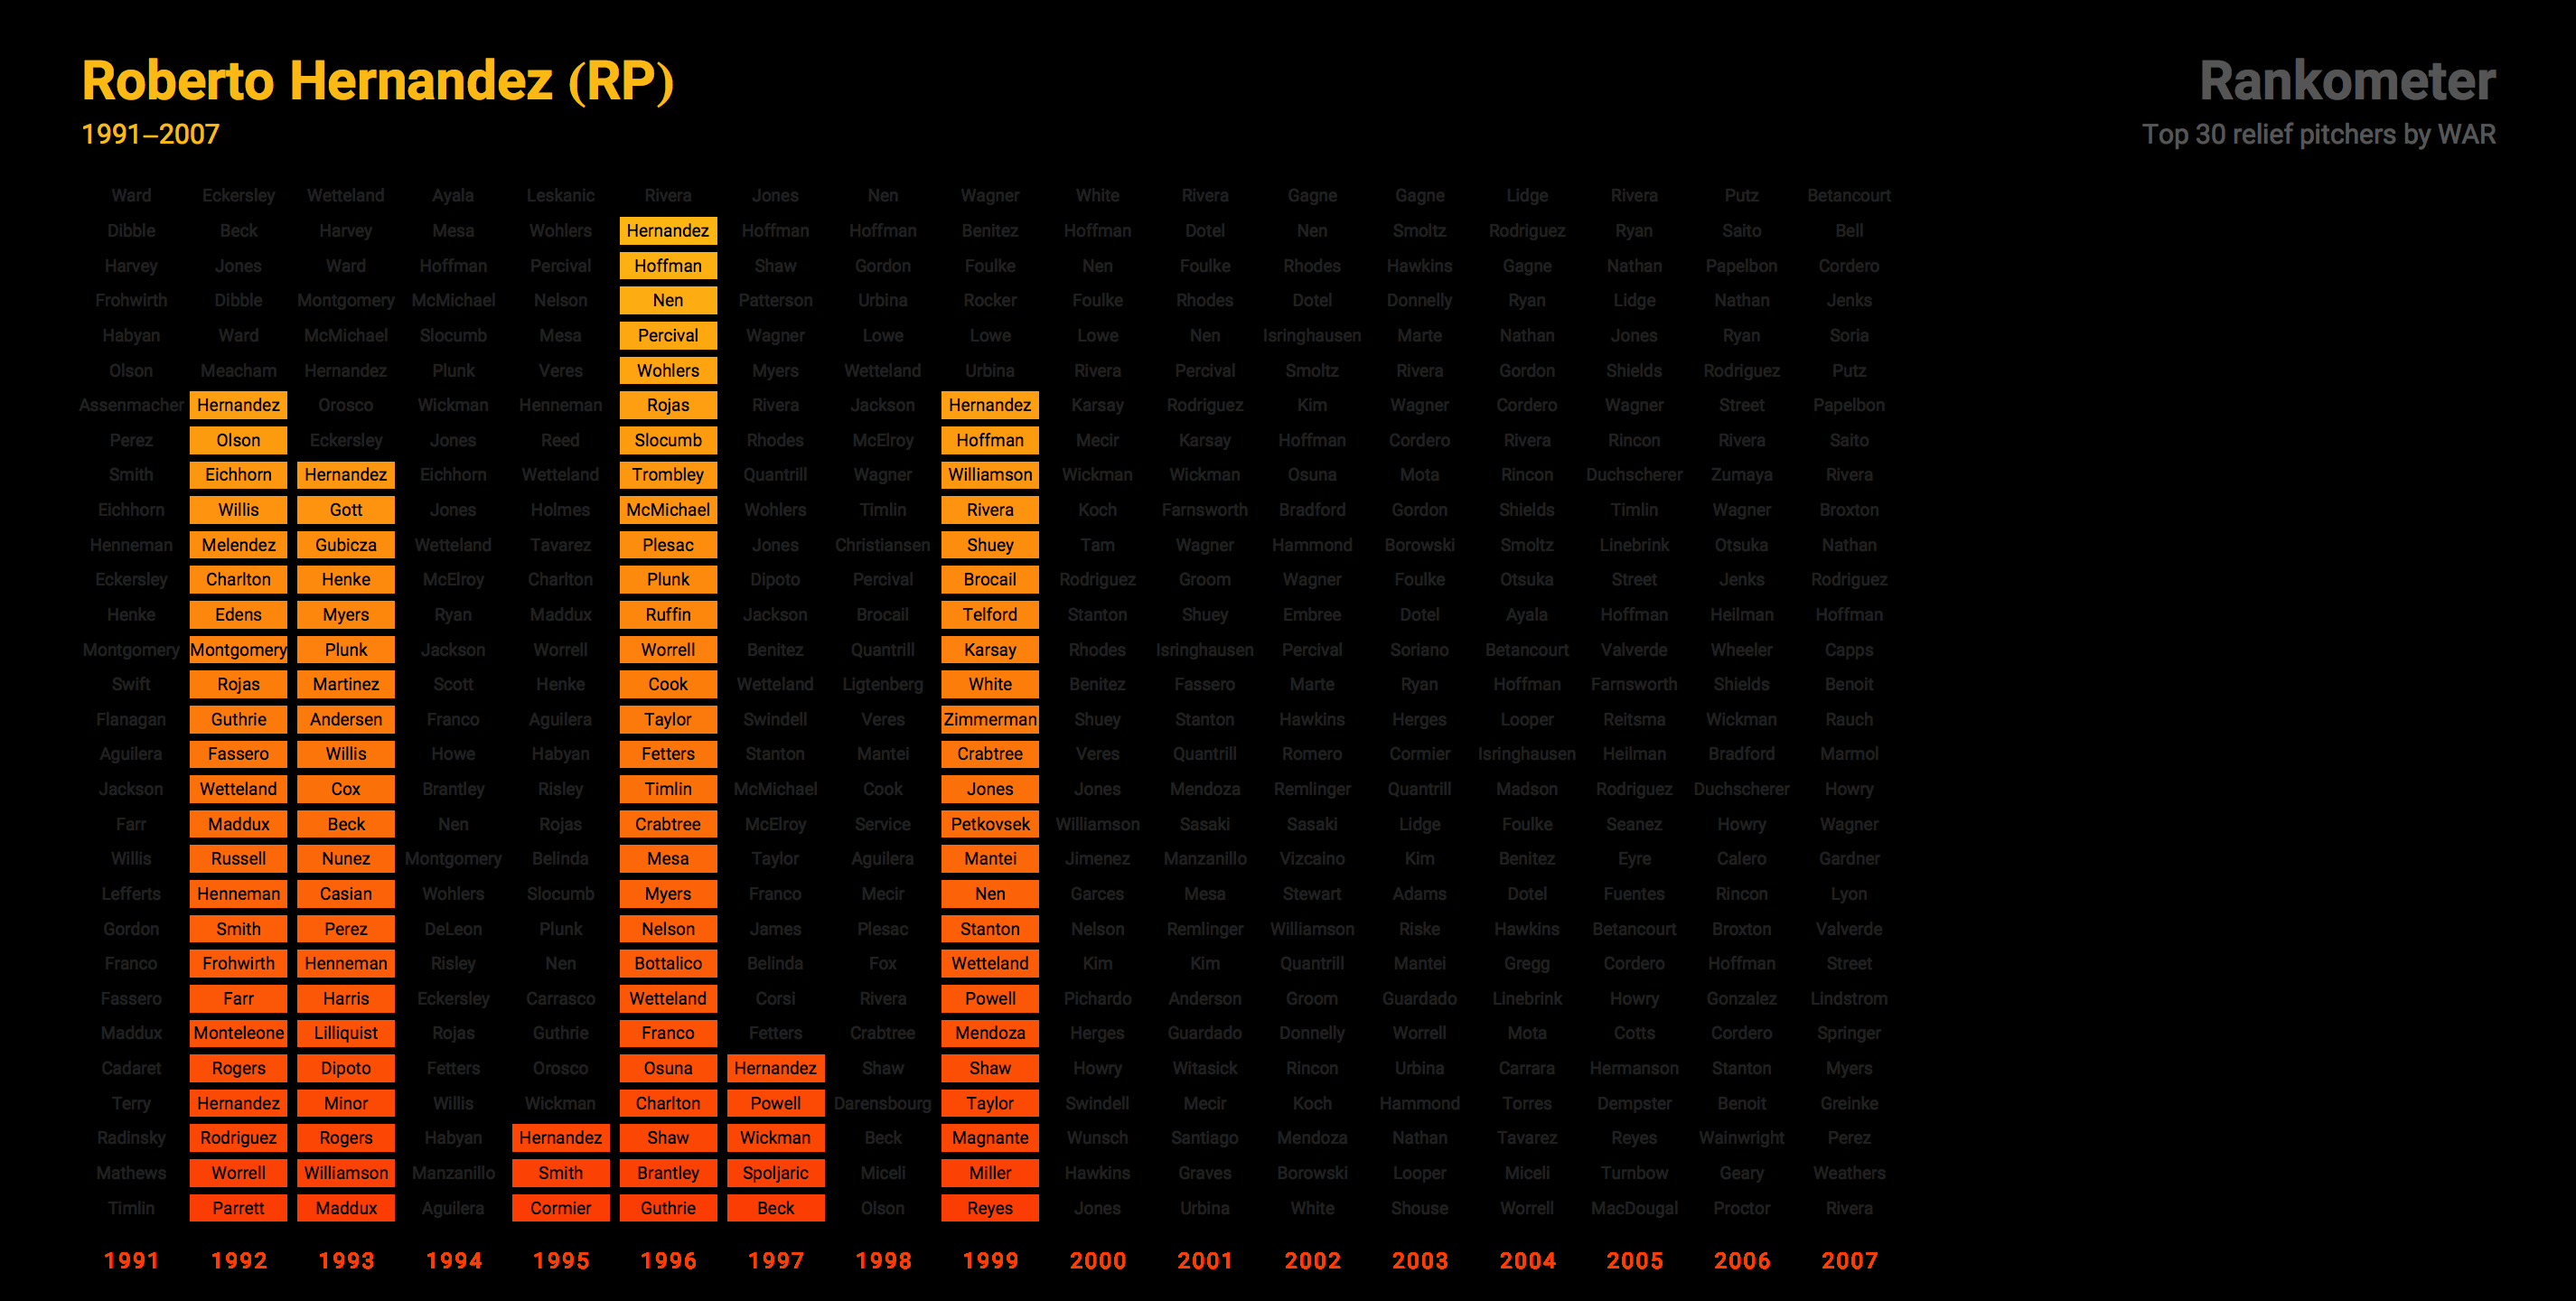 Roberto Hernandez (RP)
Rankometer
1991–2007
Top 30 relief pitchers by WAR
Ward Eckersley Wetteland Ayala Leskanic Rivera Jones Nen Wagner White Rivera Gagne Gagne Lidge Rivera Putz Betancourt
Dibble Beck Harvey Mesa Wohlers Hernandez Hoffman Hoffman Benitez Hoffman Dotel Nen Smoltz Rodriguez Ryan Saito Bell
Harvey Jones Ward Hoffman Percival Hoffman Shaw Gordon Foulke Nen Foulke Rhodes Hawkins Gagne Nathan Papelbon Cordero
Frohwirth Dibble Montgomery McMichael Nelson Nen Patterson Urbina Rocker Foulke Rhodes Dotel Donnelly Ryan Lidge Nathan Jenks
Habyan Ward McMichael Slocumb Mesa Percival Wagner Lowe Lowe Lowe Nen Isringhausen Marte Nathan Jones Ryan Soria
Olson Meacham Hernandez Plunk Veres Wohlers Myers Wetteland Urbina Rivera Percival Smoltz Rivera Gordon Shields Rodriguez Putz
Assenmacher Hernandez Orosco Wickman Henneman Rojas Rivera Jackson Hernandez Karsay Rodriguez Kim Wagner Cordero Wagner Street Papelbon
Perez Olson Eckersley Jones Reed Slocumb Rhodes McElroy Hoffman Mecir Karsay Hoffman Cordero Rivera Rincon Rivera Saito
Smith Eichhorn Hernandez Eichhorn Wetteland Trombley Quantrill Wagner Williamson Wickman Wickman Osuna Mota Rincon Duchscherer Zumaya Rivera
Eichhorn Willis Gott Jones Holmes McMichael Wohlers Timlin Rivera Koch Farnsworth Bradford Gordon Shields Timlin Wagner Broxton
Henneman Melendez Gubicza Wetteland Tavarez Plesac Jones Christiansen Shuey Tam Wagner Hammond Borowski Smoltz Linebrink Otsuka Nathan
Eckersley Charlton Henke McElroy Charlton Plunk Dipoto Percival Brocail Rodriguez Groom Wagner Foulke Otsuka Street Jenks Rodriguez
Henke Edens Myers Ryan Maddux Ruffin Jackson Brocail Telford Stanton Shuey Embree Dotel Ayala Hoffman Heilman Hoffman
Montgomery Montgomery Plunk Jackson Worrell Worrell Benitez Quantrill Karsay Rhodes Isringhausen Percival Soriano Betancourt Valverde Wheeler Capps
Swift Rojas Martinez Scott Henke Cook Wetteland Ligtenberg White Benitez Fassero Marte Ryan Hoffman Farnsworth Shields Benoit
Flanagan Guthrie Andersen Franco Aguilera Taylor Swindell Veres Zimmerman Shuey Stanton Hawkins Herges Looper Reitsma Wickman Rauch
Aguilera Fassero Willis Howe Habyan Fetters Stanton Mantei Crabtree Veres Quantrill Romero Cormier Isringhausen Heilman Bradford Marmol
Jackson Wetteland Cox Brantley Risley Timlin McMichael Cook Jones Jones Mendoza Remlinger Quantrill Madson Rodriguez Duchscherer Howry
Farr Maddux Beck Nen Rojas Crabtree McElroy Service Petkovsek Williamson Sasaki Sasaki Lidge Foulke Seanez Howry Wagner
Willis Russell Nunez Montgomery Belinda Mesa Taylor Aguilera Mantei Jimenez Manzanillo Vizcaino Kim Benitez Eyre Calero Gardner
Lefferts Henneman Casian Wohlers Slocumb Myers Franco Mecir Nen Garces Mesa Stewart Adams Dotel Fuentes Rincon Lyon
Gordon Smith Perez DeLeon Plunk Nelson James Plesac Stanton Nelson Remlinger Williamson Riske Hawkins Betancourt Broxton Valverde
Franco Frohwirth Henneman Risley Nen Bottalico Belinda Fox Wetteland Kim Kim Quantrill Mantei Gregg Cordero Hoffman Street
Fassero Farr Harris Eckersley Carrasco Wetteland Corsi Rivera Powell Pichardo Anderson Groom Guardado Linebrink Howry Gonzalez Lindstrom
Maddux Monteleone Lilliquist Rojas Guthrie Franco Fetters Crabtree Mendoza Herges Guardado Donnelly Worrell Mota Cotts Cordero Springer
Cadaret Rogers Dipoto Fetters Orosco Osuna Hernandez Shaw Shaw Howry Witasick Rincon Urbina Carrara Hermanson Stanton Myers
Terry Hernandez Minor Willis Wickman Charlton Powell Darensbourg Taylor Swindell Mecir Koch Hammond Torres Dempster Benoit Greinke
Radinsky Rodriguez Rogers Habyan Hernandez Shaw Wickman Beck Magnante Wunsch Santiago Mendoza Nathan Tavarez Reyes Wainwright Perez
Mathews Worrell Williamson Manzanillo Smith Brantley Spoljaric Miceli Miller Hawkins Graves Borowski Looper Miceli Turnbow Geary Weathers
Timlin Parrett Maddux Aguilera Cormier Guthrie Beck Olson Reyes Jones Urbina White Shouse Worrell MacDougal Proctor Rivera
1991 1992 1993 1994 1995 1996 1997 1998 1999 2000 2001 2002 2003 2004 2005 2006 2007